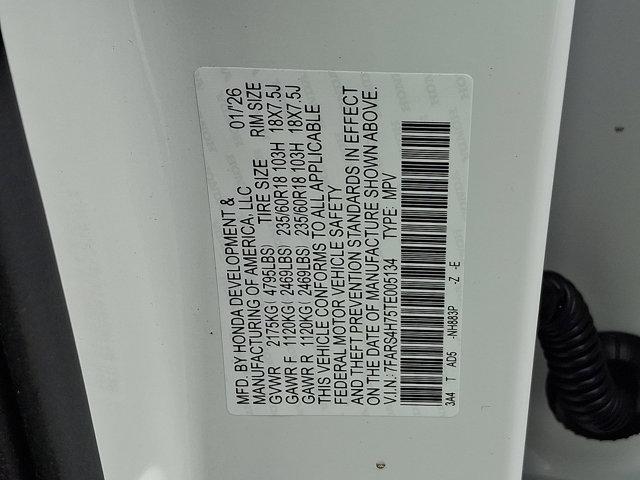 MFD. BY HONDA DEVELOPMENT &
MANUFACTURING OF AMERICA, LLC 01/'26
TIRE SIZE RIM SIZE
GVWR 2175KG( 4795LBS)
GAWR F 1120KG( 2469LBS) 235/60R18 103H 18X7.5J
GAWR R 1120KG( 2469LBS) 235/60R18 103H 18X7.5J
THIS VEHICLE CONFORMS TO ALL APPLICABLE
FEDERAL MOTOR VEHICLE SAFETY
AND THEFT PREVENTION STANDARDS IN EFFECT
ON THE DATE OF MANUFACTURE SHOWN ABOVE.
V.I.N.: 7FARS4H75TE005134 TYPE: MPV
3A4 T AD5 -NH883P -Z -E